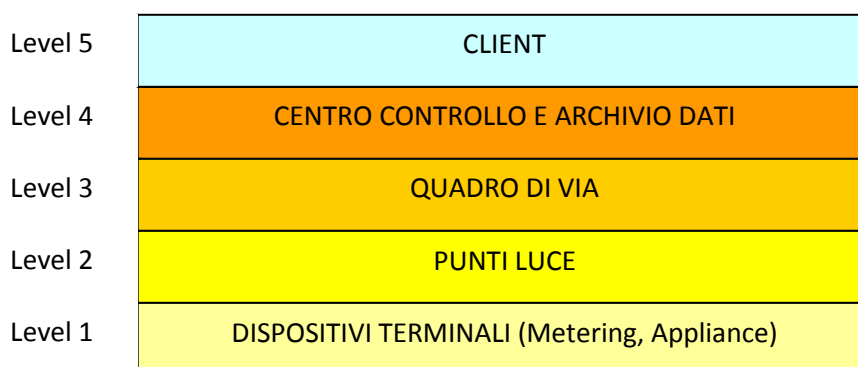 Level 5 CLIENT
Level 4 CENTRO CONTROLLO E ARCHIVIO DATI
Level 3 QUADRO DI VIA
Level 2 PUNTI LUCE
Level 1 DISPOSITIVI TERMINALI (Metering, Appliance)